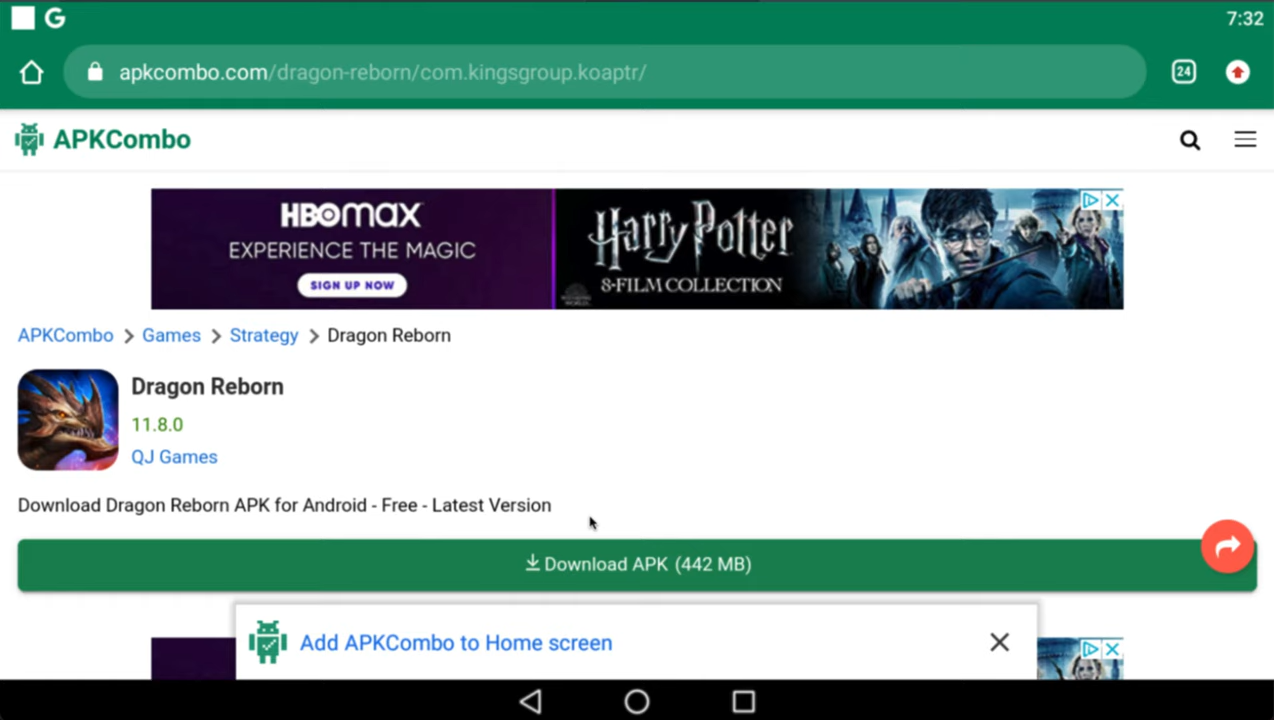 G
7:32
apkcombo.com/dragon-reborn/com.kingsgroup.koaptr/
24
APKCombo
HBOMAX
EXPERIENCE THE MAGIC
SIGN UP NOW
Harry Potter
8-FILM COLLECTION
APKCombo > Games > Strategy > Dragon Reborn
Dragon Reborn
11.8.0
QJ Games
Download Dragon Reborn APK for Android - Free - Latest Version
Download APK (442 MB)
Add APKCombo to Home screen